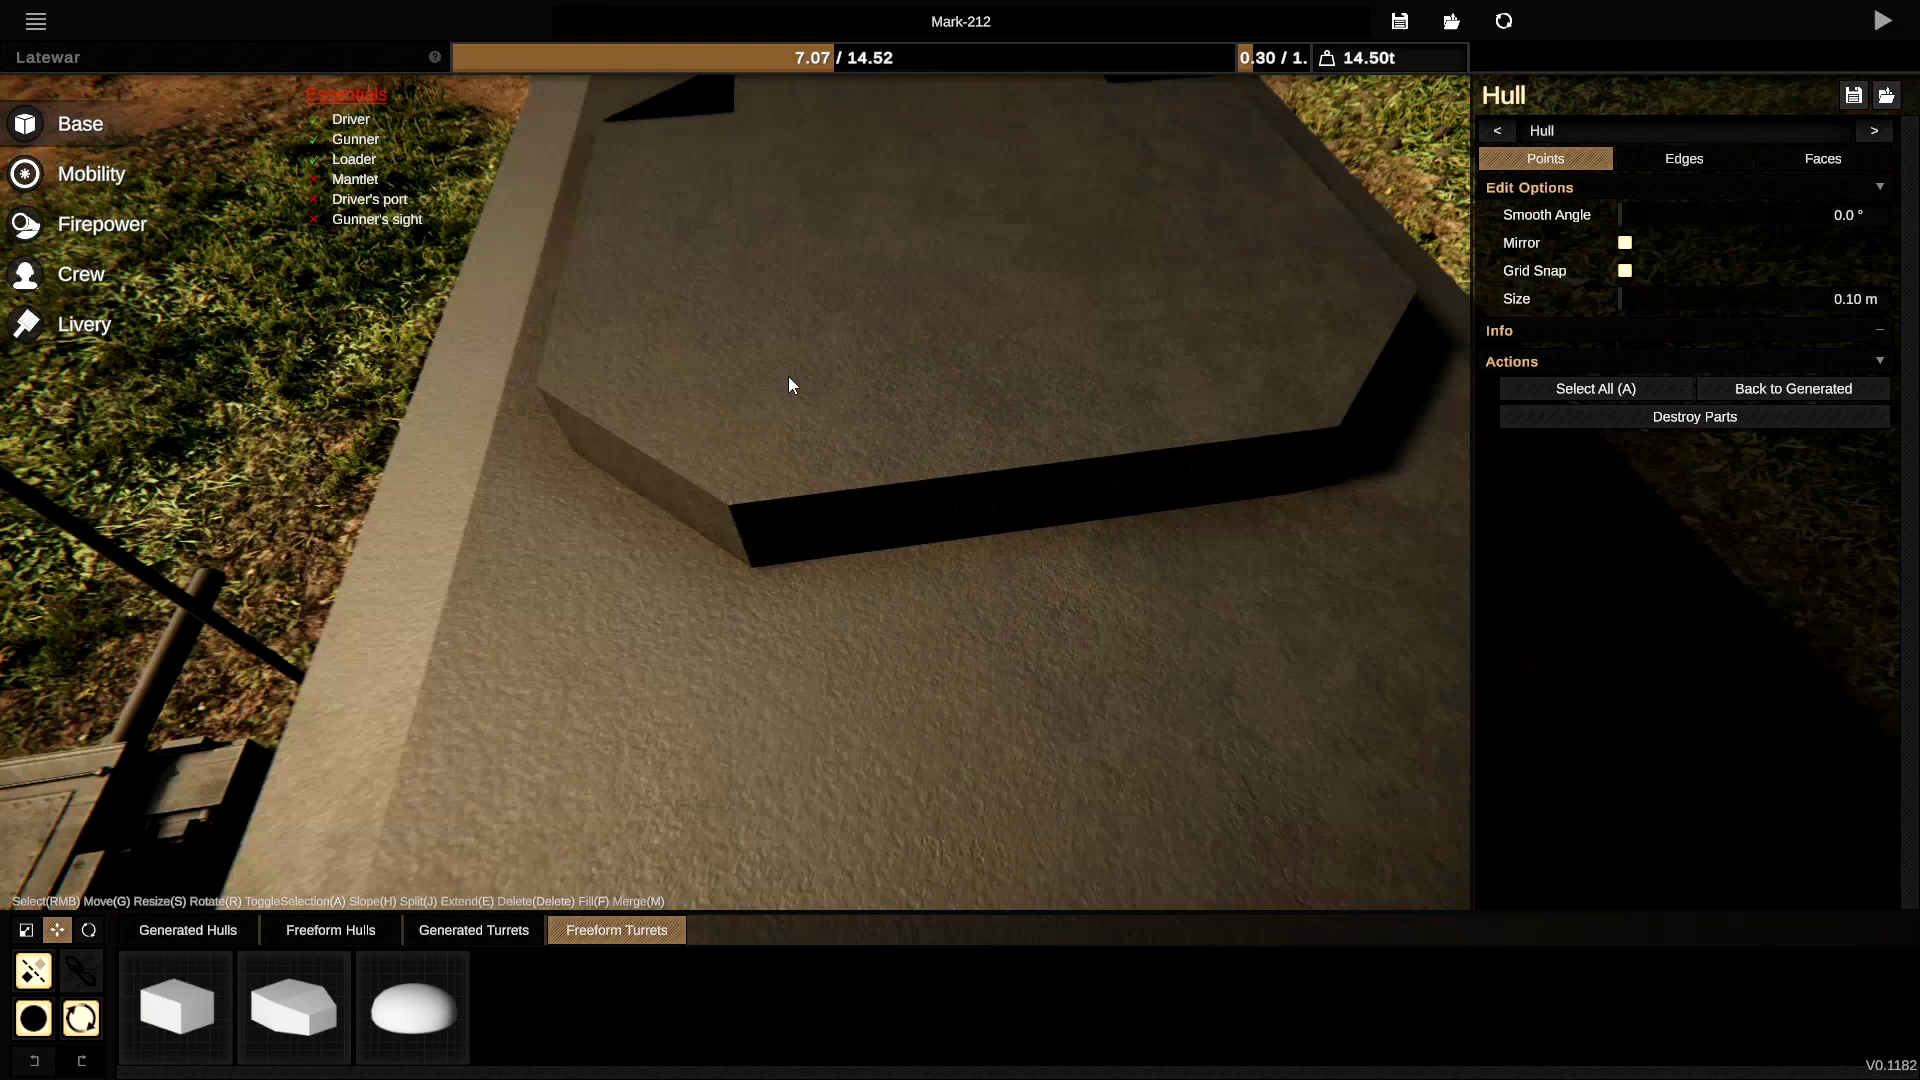 Mark-212
Latewar
7.07 / 14.52
0.30 / 1.
14.50t
Essentials
Driver
Gunner
Loader
Mantlet
Driver's port
Gunner's sight
Base
Mobility
Firepower
Crew
Livery
Hull
<
Hull
>
Points
Edges
Faces
Edit Options
Smooth Angle
0.0 °
Mirror
Grid Snap
Size
0.10 m
Info
Actions
Select All (A)
Back to Generated
Destroy Parts
Select(RMB) Move(G) Resize(S) Rotate(R) ToggleSelection(A) Slope(H) Split(J) Extend(E) Delete(Delete) Fill(F) Merge(M)
Generated Hulls
Freeform Hulls
Generated Turrets
Freeform Turrets
V0.1182